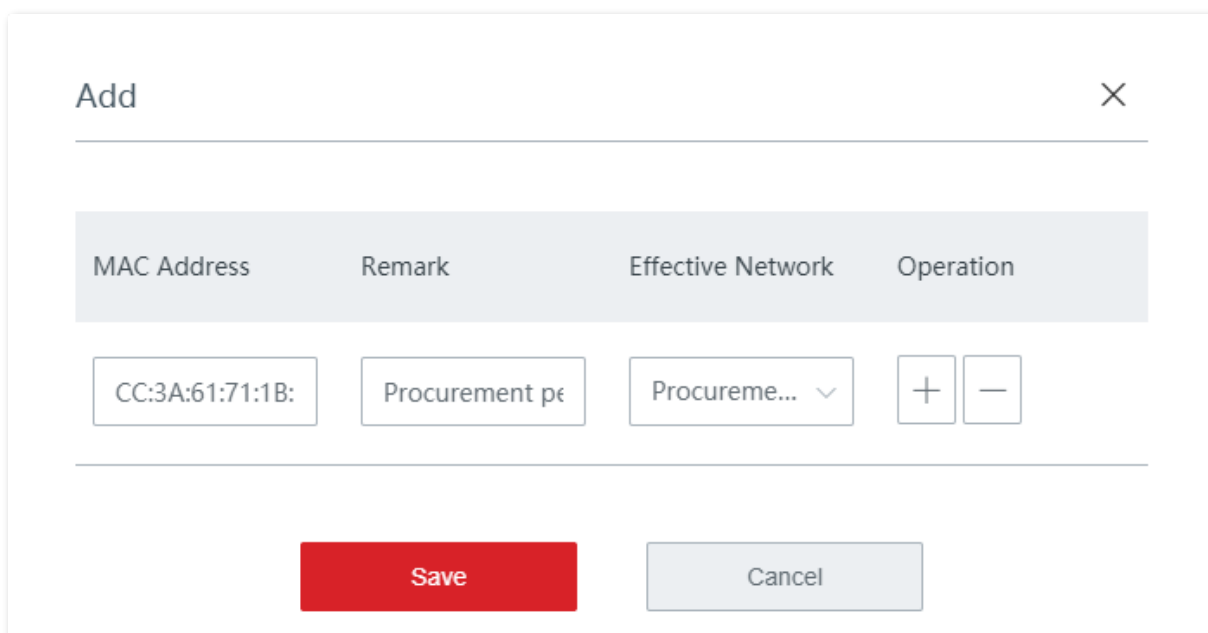 Add
MAC Address Remark Effective Network Operation
CC:3A:61:71:1B: Procurement pe Procureme...
Save Cancel